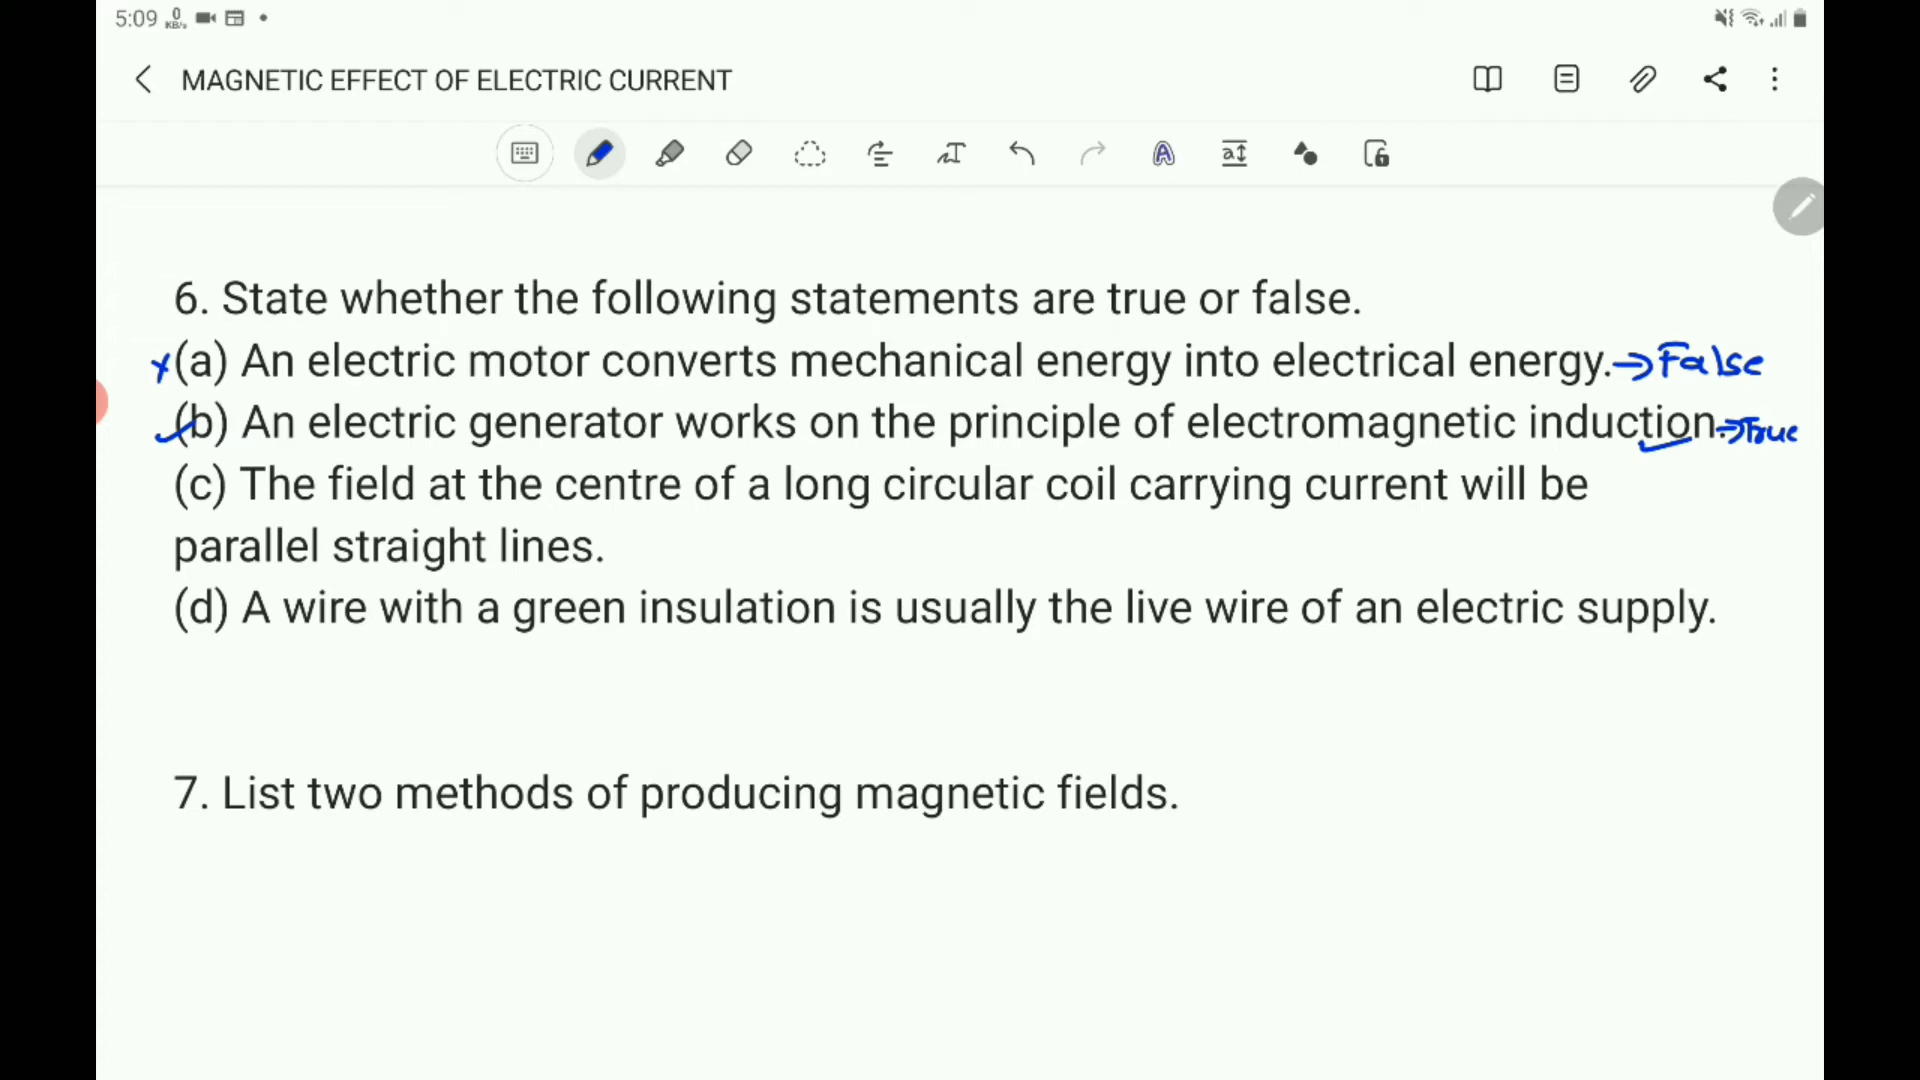 5:09 0 KB/s
MAGNETIC EFFECT OF ELECTRIC CURRENT
6. State whether the following statements are true or false.
x(a) An electric motor converts mechanical energy into electrical energy.→False
(b) An electric generator works on the principle of electromagnetic induction.→True
(c) The field at the centre of a long circular coil carrying current will be
parallel straight lines.
(d) A wire with a green insulation is usually the live wire of an electric supply.
7. List two methods of producing magnetic fields.